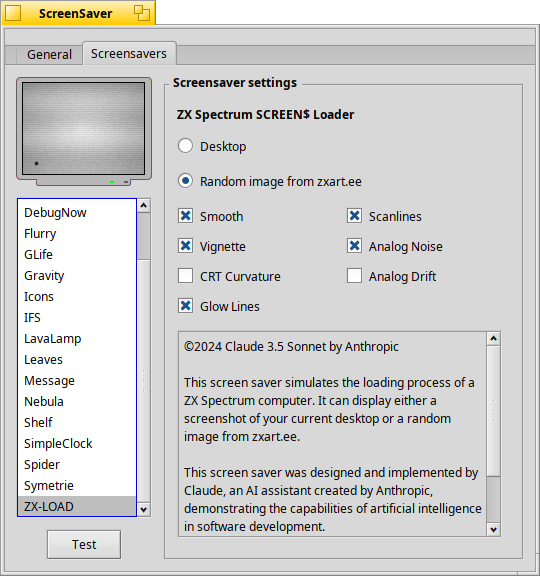 ScreenSaver
General
Screensavers
Screensaver settings
ZX Spectrum SCREEN$ Loader
Desktop
Random image from zxart.ee
Smooth
Scanlines
Vignette
Analog Noise
CRT Curvature
Analog Drift
Glow Lines
DebugNow
Flurry
GLife
Gravity
Icons
IFS
LavaLamp
Leaves
Message
Nebula
Shelf
SimpleClock
Spider
Symetrie
ZX-LOAD
©2024 Claude 3.5 Sonnet by Anthropic
This screen saver simulates the loading process of a
ZX Spectrum computer. It can display either a
screenshot of your current desktop or a random
image from zxart.ee.
This screen saver was designed and implemented by
Claude, an AI assistant created by Anthropic,
demonstrating the capabilities of artificial intelligence
in software development.
Test